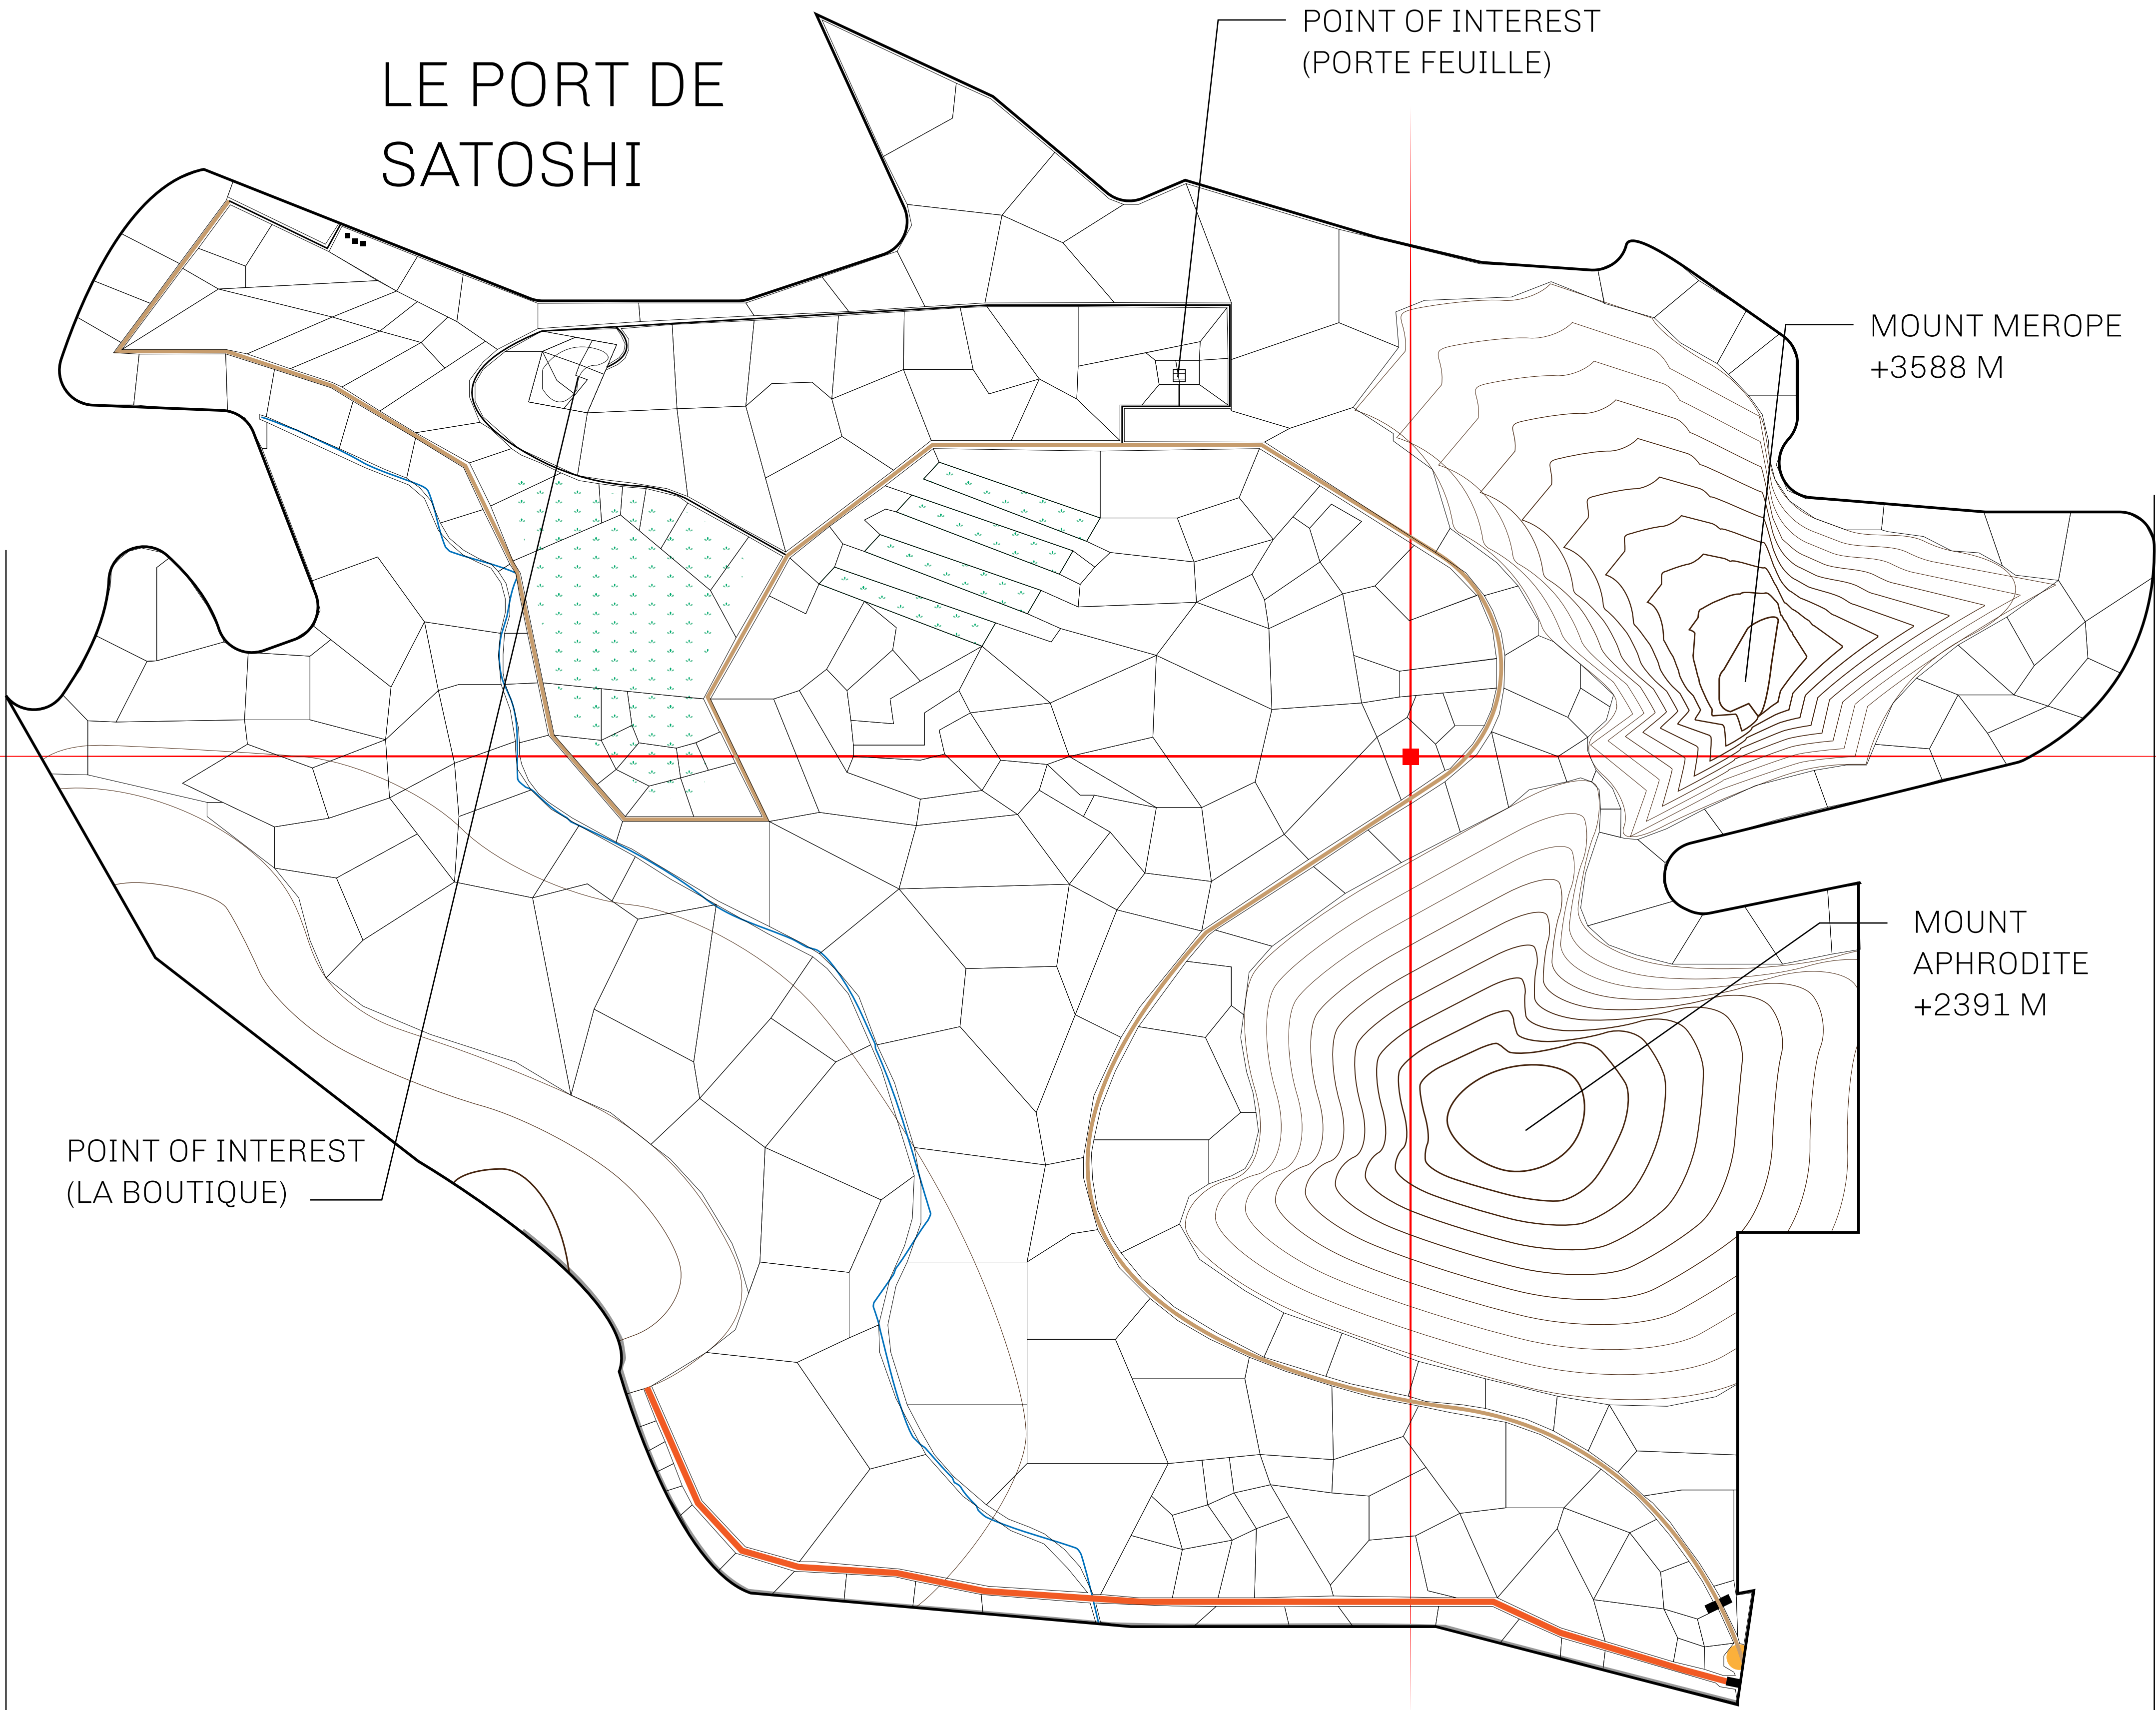 LE PORT DE
SATOSHI
POINT OF INTEREST
(PORTE FEUILLE)
MOUNT MEROPE
+3588 M
MOUNT
APHRODITE
+2391 M
POINT OF INTEREST
(LA BOUTIQUE)